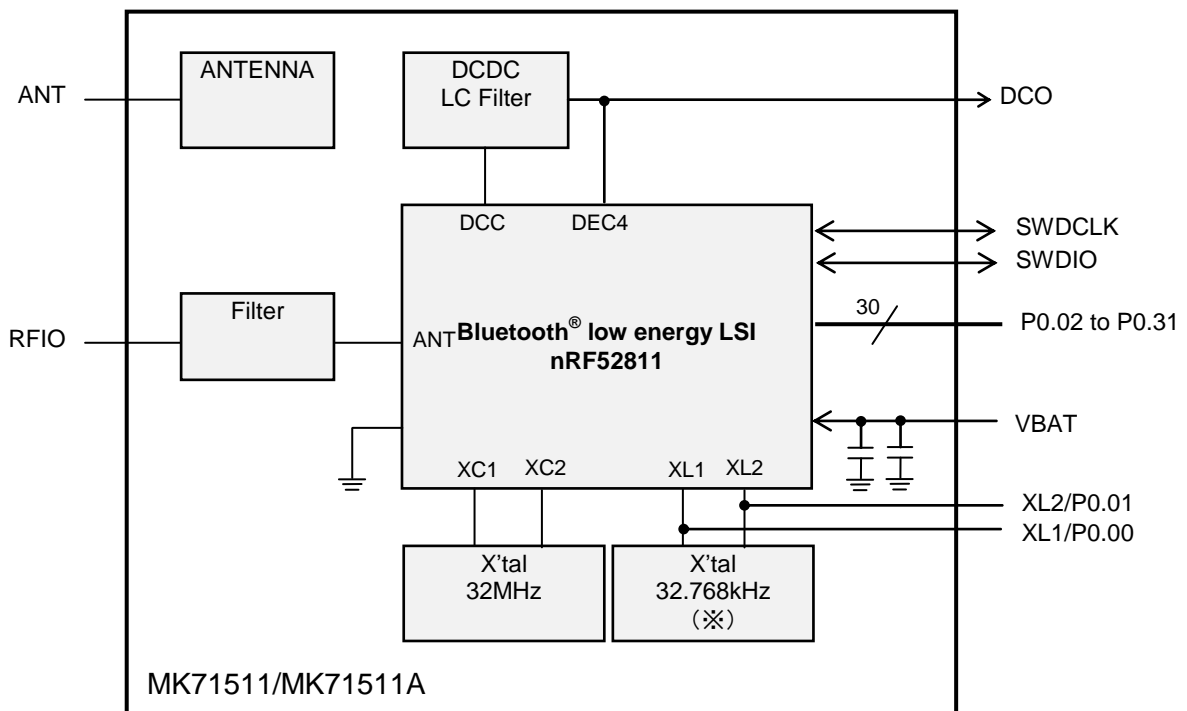 ANTENNA
DCDC
LC Filter
ANT
DCO
DCC
DEC4
SWDCLK
SWDIO
Filter
30
P0.02 to P0.31
RFIO
ANT
Bluetooth® low energy LSI
nRF52811
VBAT
XC1
XC2
XL1
XL2
XL2/P0.01
XL1/P0.00
X'tal
32MHz
X'tal
32.768kHz
(※)
MK71511/MK71511A